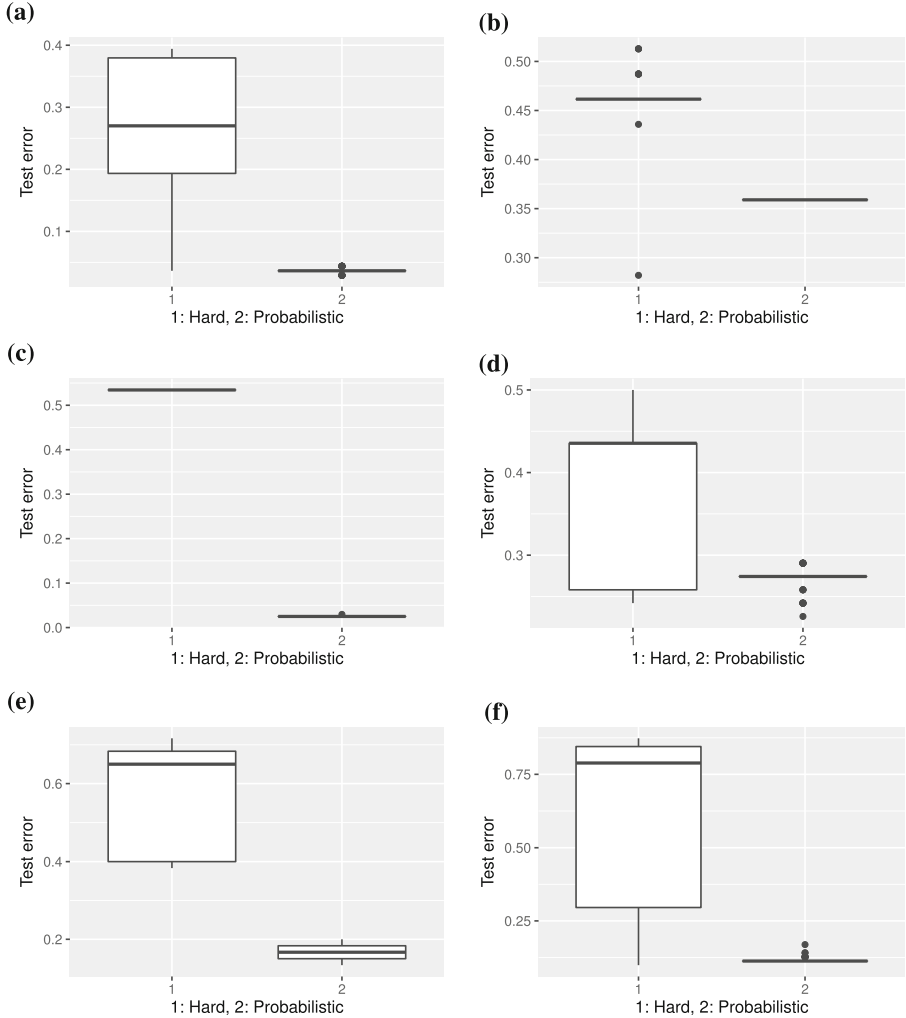 (a)
0.4
0.3
0.2
0.1
Test error
1 2
1: Hard, 2: Probabilistic
(b)
0.50
0.45
0.40
0.35
0.30
Test error
1 2
1: Hard, 2: Probabilistic
(c)
0.5
0.4
0.3
0.2
0.1
0.0
Test error
1 2
1: Hard, 2: Probabilistic
(d)
0.5
0.4
0.3
Test error
1 2
1: Hard, 2: Probabilistic
(e)
0.6
0.4
0.2
Test error
1 2
1: Hard, 2: Probabilistic
(f)
0.75
0.50
0.25
Test error
1 2
1: Hard, 2: Probabilistic